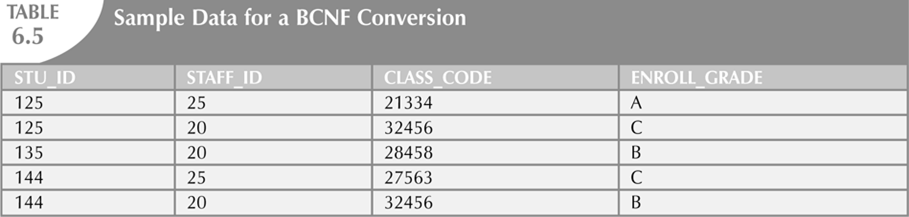 TABLE 6.5
Sample Data for a BCNF Conversion
STU_ID STAFF_ID CLASS_CODE ENROLL_GRADE
125 25 21334 A
125 20 32456 C
135 20 28458 B
144 25 27563 C
144 20 32456 B